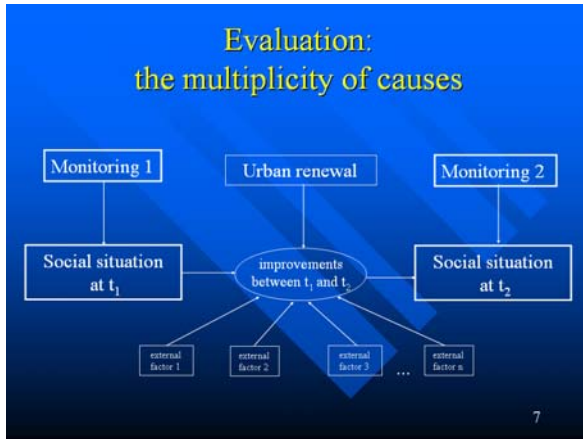 Evaluation:
the multiplicity of causes
Monitoring 1
Urban renewal
Monitoring 2
Social situation
at t₁
improvements
between t₁ and t₂
Social situation
at t₂
external
factor 1
external
factor 2
external
factor 3
...
external
factor n
7